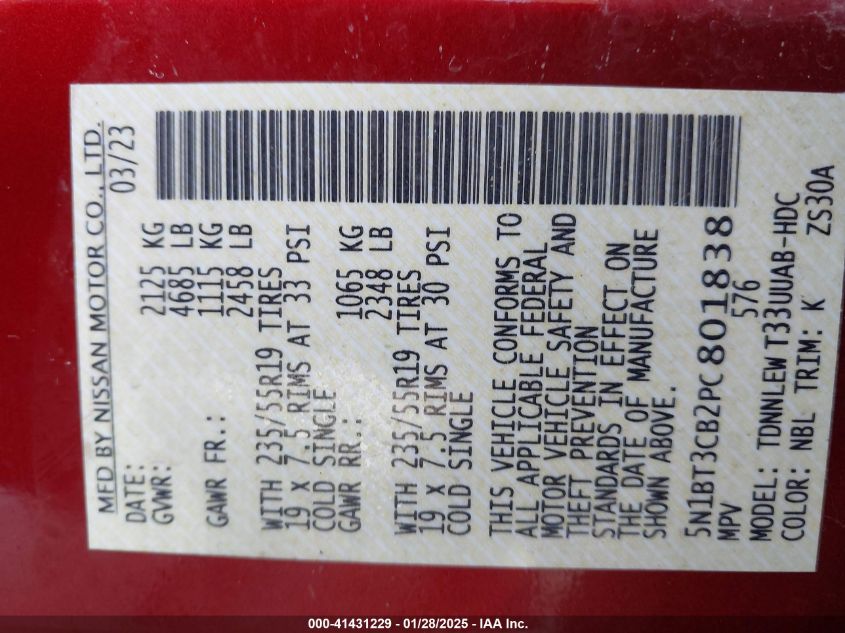 MFD BY NISSAN MOTOR CO., LTD.
DATE: 03/23
GVWR: 2125 KG
4685 LB
GAWR FR.: 1115 KG
2458 LB
WITH 235/55R19 TIRES
19 X 7.5 RIMS AT 33 PSI
COLD SINGLE
GAWR RR.: 1065 KG
2348 LB
WITH 235/55R19 TIRES
19 X 7.5 RIMS AT 30 PSI
COLD SINGLE
THIS VEHICLE CONFORMS TO
ALL APPLICABLE FEDERAL
MOTOR VEHICLE SAFETY AND
THEFT PREVENTION
STANDARDS IN EFFECT ON
THE DATE OF MANUFACTURE
SHOWN ABOVE.
5N1BT3CB2PC801838
MPV 576
MODEL: TDNNLEW T33UUAB-HDC
COLOR: NBL TRIM: K ZS30A
000-41431229 — 01/28/2025 - IAA Inc.